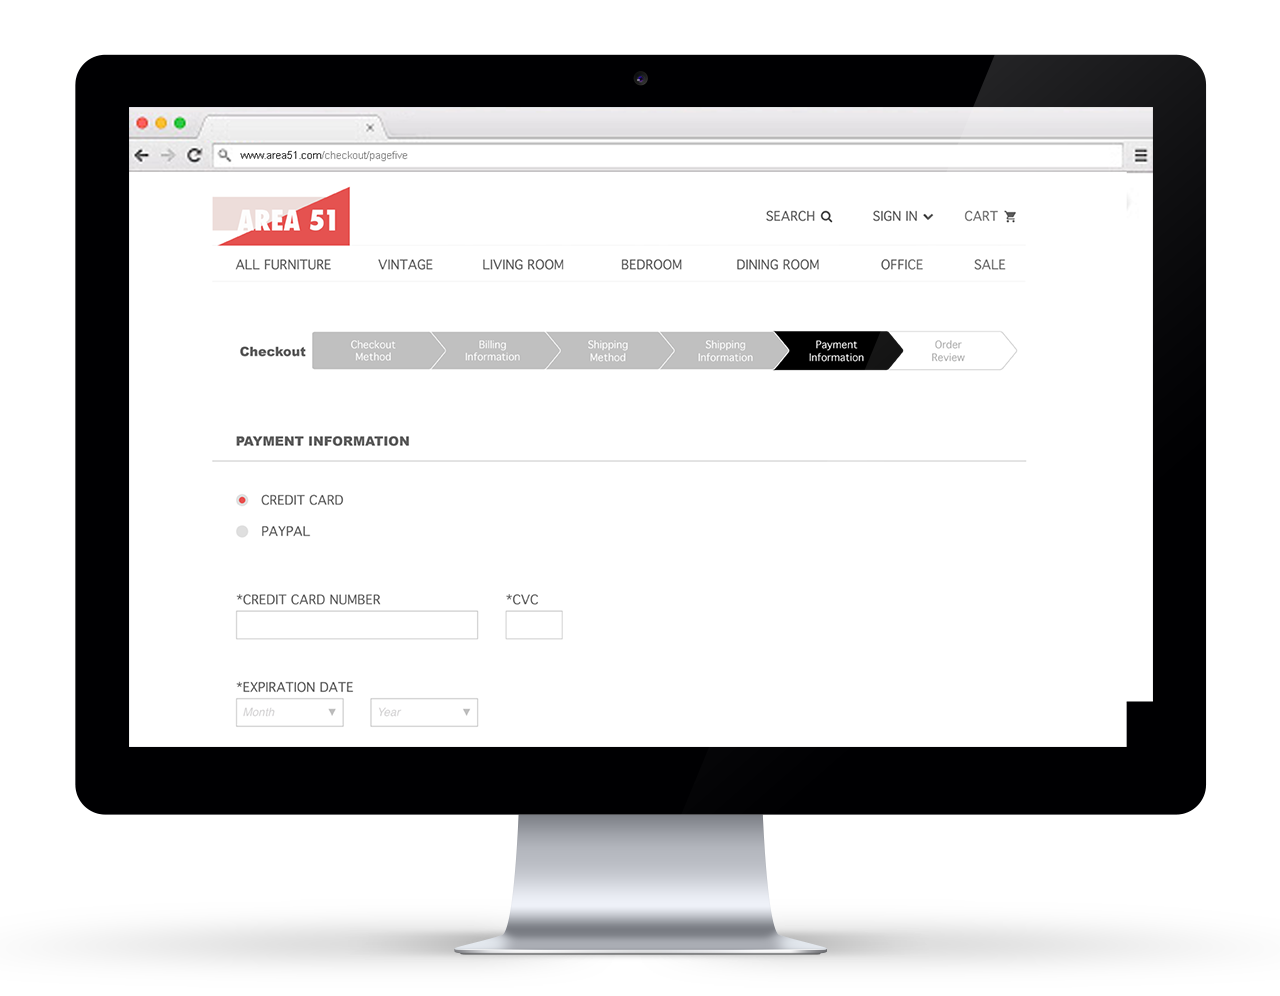 www.area51.com/checkout/pagefive
AREA 51
SEARCH SIGN IN CART
ALL FURNITURE VINTAGE LIVING ROOM BEDROOM DINING ROOM OFFICE SALE
Checkout
Checkout
Method
Billing
Information
Shipping
Method
Shipping
Information
Payment
Information
Order
Review
PAYMENT INFORMATION
CREDIT CARD
PAYPAL
*CREDIT CARD NUMBER *CVC
*EXPIRATION DATE
Month Year